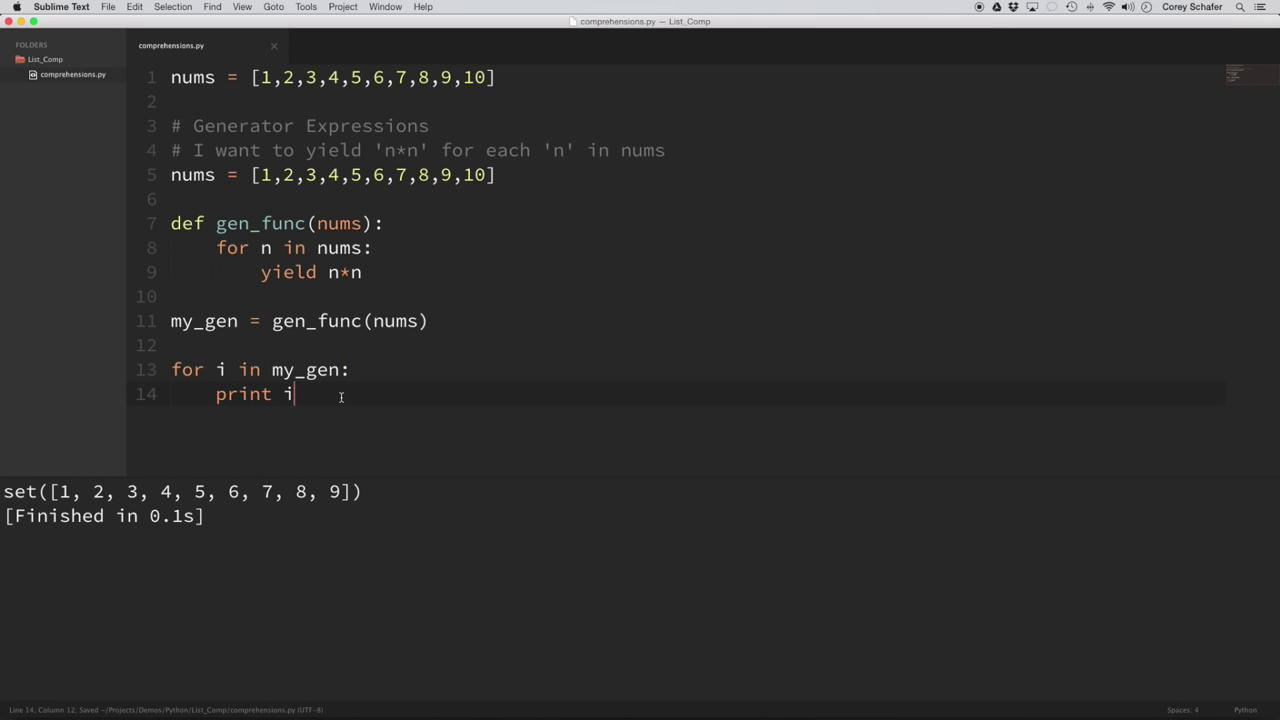 Sublime Text File Edit Selection Find View Goto Tools Project Window Help Corey Schafer
comprehensions.py — List_Comp
FOLDERS
List_Comp
comprehensions.py
comprehensions.py
1 nums = [1,2,3,4,5,6,7,8,9,10]
2
3 # Generator Expressions
4 # I want to yield 'n*n' for each 'n' in nums
5 nums = [1,2,3,4,5,6,7,8,9,10]
6
7 def gen_func(nums):
8 for n in nums:
9 yield n*n
10
11 my_gen = gen_func(nums)
12
13 for i in my_gen:
14 print i
set([1, 2, 3, 4, 5, 6, 7, 8, 9])
[Finished in 0.1s]
Line 14, Column 12; Saved ~/Projects/Demos/Python/List_Comp/comprehensions.py (UTF-8) Spaces: 4 Python